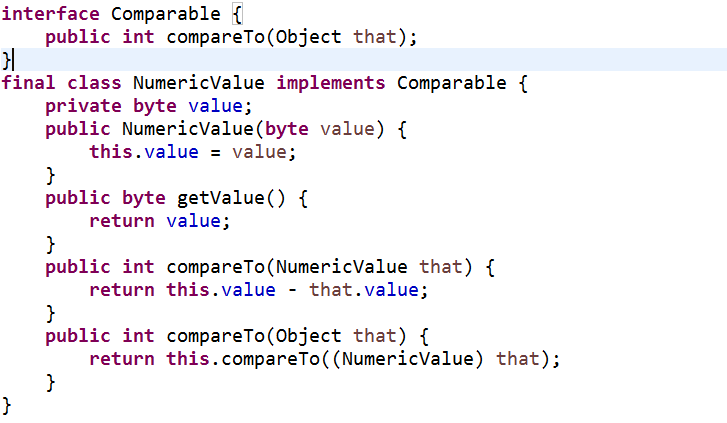 interface Comparable {
    public int compareTo(Object that);
}
final class NumericValue implements Comparable {
    private byte value;
    public NumericValue(byte value) {
        this.value = value;
    }
    public byte getValue() {
        return value;
    }
    public int compareTo(NumericValue that) {
        return this.value - that.value;
    }
    public int compareTo(Object that) {
        return this.compareTo((NumericValue) that);
    }
}